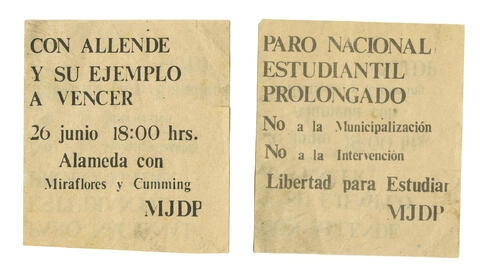 CON ALLENDE
Y SU EJEMPLO
A VENCER
26 junio 18:00 hrs.
Alameda con
Miraflores y Cumming
MJDP
PARO NACIONAL
ESTUDIANTIL
PROLONGADO
No a la Municipalización
No a la Intervención
Libertad para Estudiar
MJDP